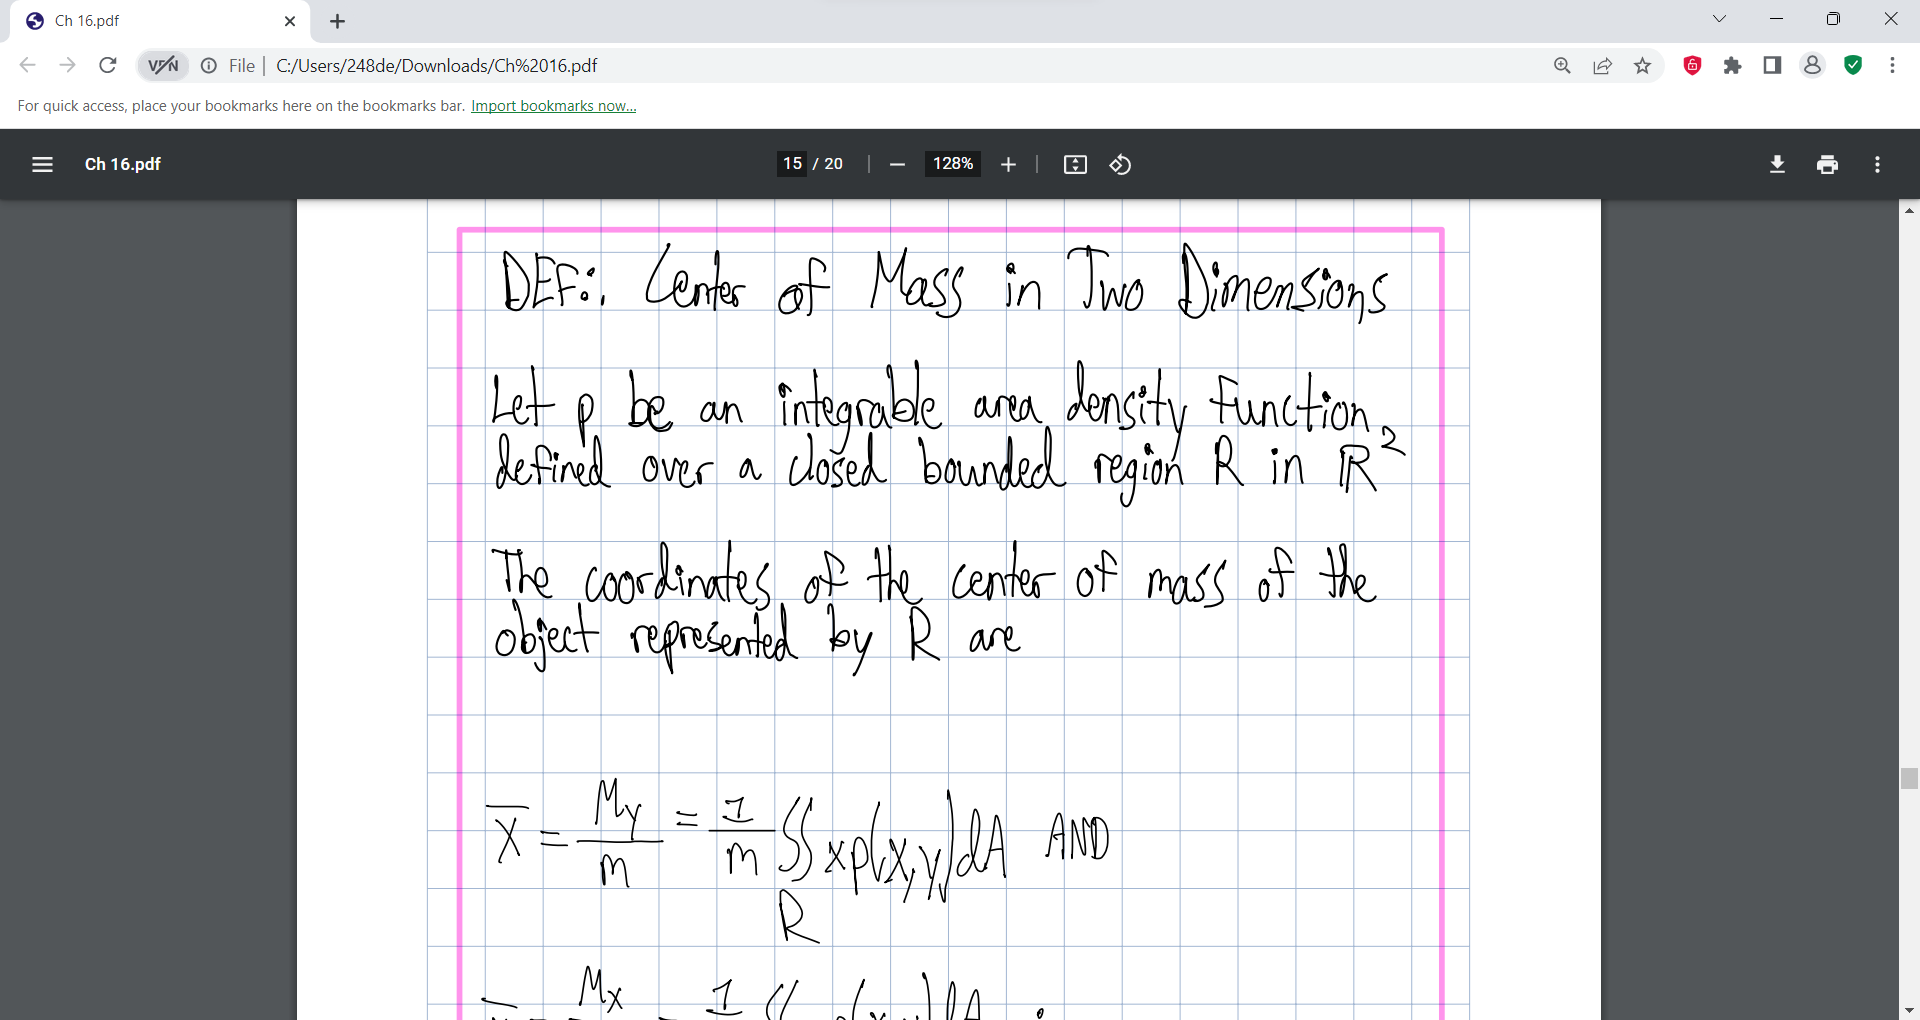 Ch 16.pdf
VPN File C:/Users/248de/Downloads/Ch%2016.pdf
For quick access, place your bookmarks here on the bookmarks bar. Import bookmarks now...
Ch 16.pdf 15 / 20 128%
DEF:. Center of Mass in Two Dimensions
Let ρ be an integrable area density function
defined over a closed bounded region R in ℝ²
The coordinates of the center of mass of the
object represented by R are
x̄ = My/m = 1/m ∬R xρ(x,y)dA AND
Mx 1